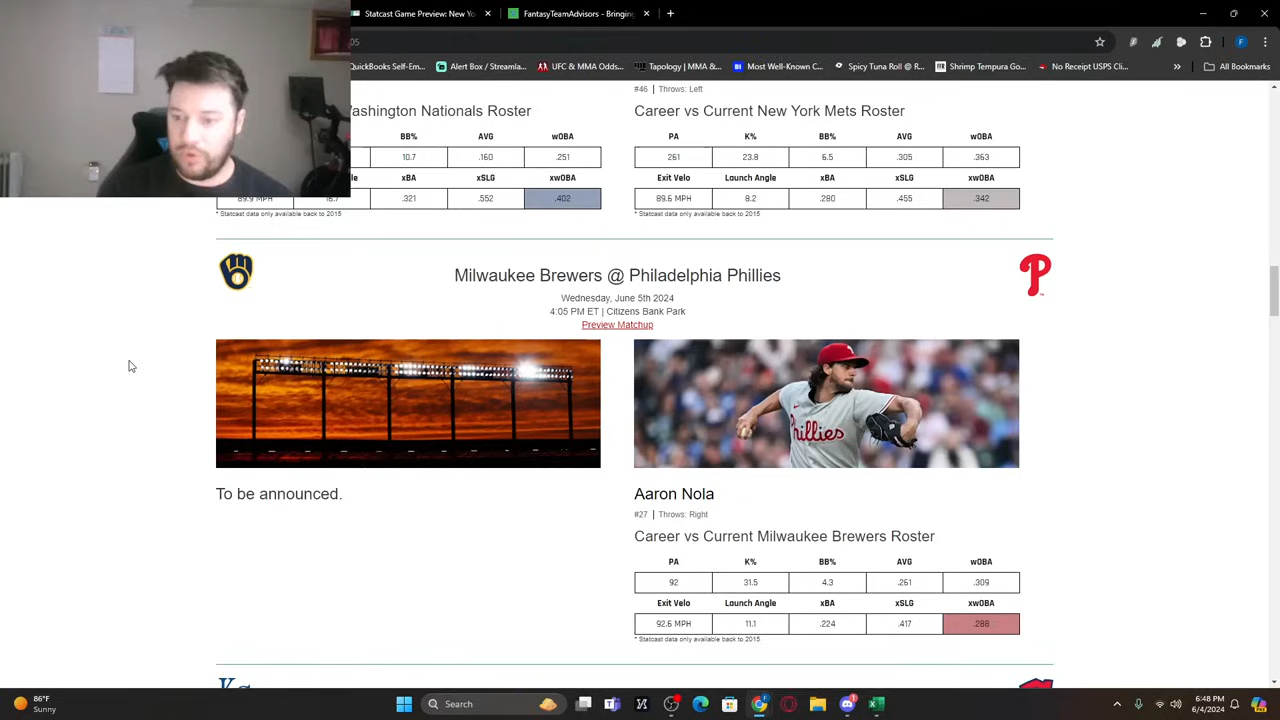 Statcast Game Preview: New Yo
FantasyTeamAdvisors - Bringing
05
QuickBooks Self-Em...
Alert Box / Streamla...
UFC & MMA Odds...
Tapology | MMA &...
Most Well-Known C...
Spicy Tuna Roll @ R...
Shrimp Tempura Go...
All Bookmarks
#46 | Throws: Left
Washington Nationals Roster
Career vs Current New York Mets Roster
BB% AVG wOBA
PA K% BB% AVG wOBA
10.7 .160 .251
261 23.8 6.5 .305 .363
xBA xSLG xwOBA
Exit Velo Launch Angle xBA xSLG xwOBA
89.9 MPH 16.7 .321 .552 .402
89.6 MPH 8.2 .280 .455 .342
* Statcast data only available back to 2015
* Statcast data only available back to 2015
Milwaukee Brewers @ Philadelphia Phillies
Wednesday, June 5th 2024
4:05 PM ET | Citizens Bank Park
Preview Matchup
Phillies
To be announced.
Aaron Nola
#27 | Throws: Right
Career vs Current Milwaukee Brewers Roster
PA K% BB% AVG wOBA
92 31.5 4.3 .261 .309
Exit Velo Launch Angle xBA xSLG xwOBA
92.6 MPH 11.1 .224 .417 .288
* Statcast data only available back to 2015
86°F
Sunny
Search
6:48 PM
6/4/2024